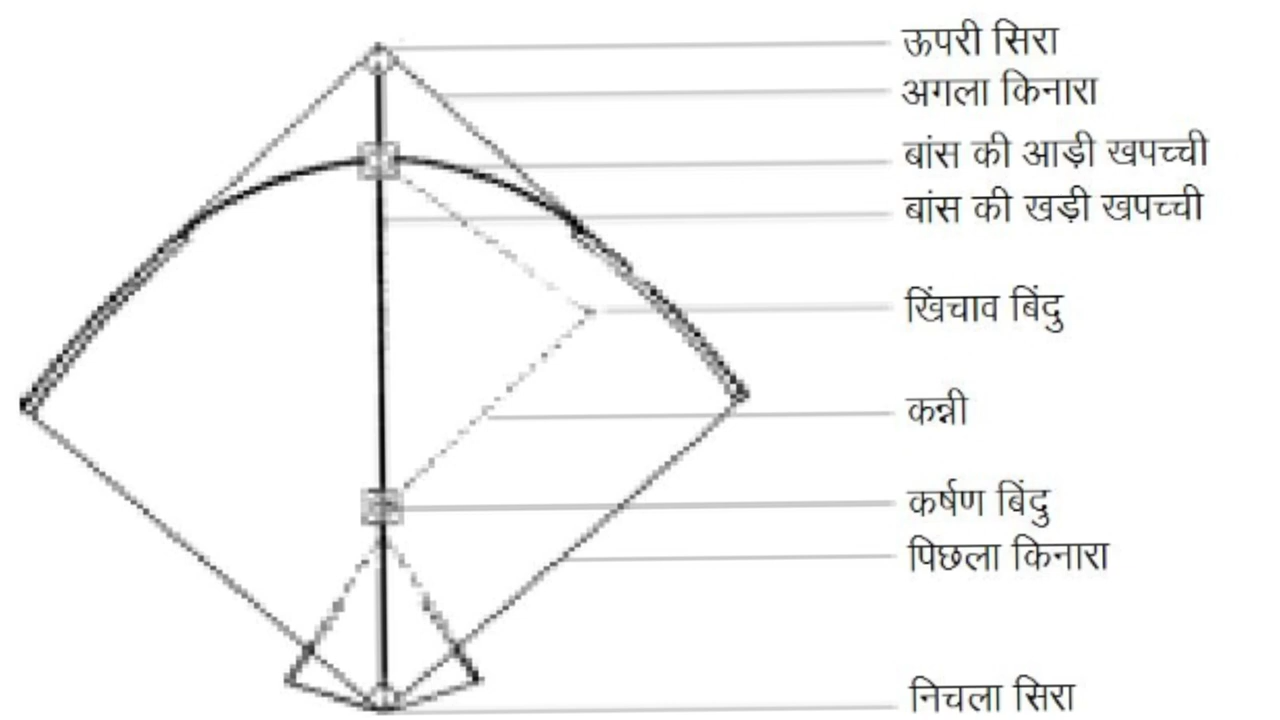 ऊपरी सिरा
अगला किनारा
बांस की आड़ी खपच्ची
बांस की खड़ी खपच्ची
खिंचाव बिंदु
कन्नी
कर्षण बिंदु
पिछला किनारा
निचला सिरा